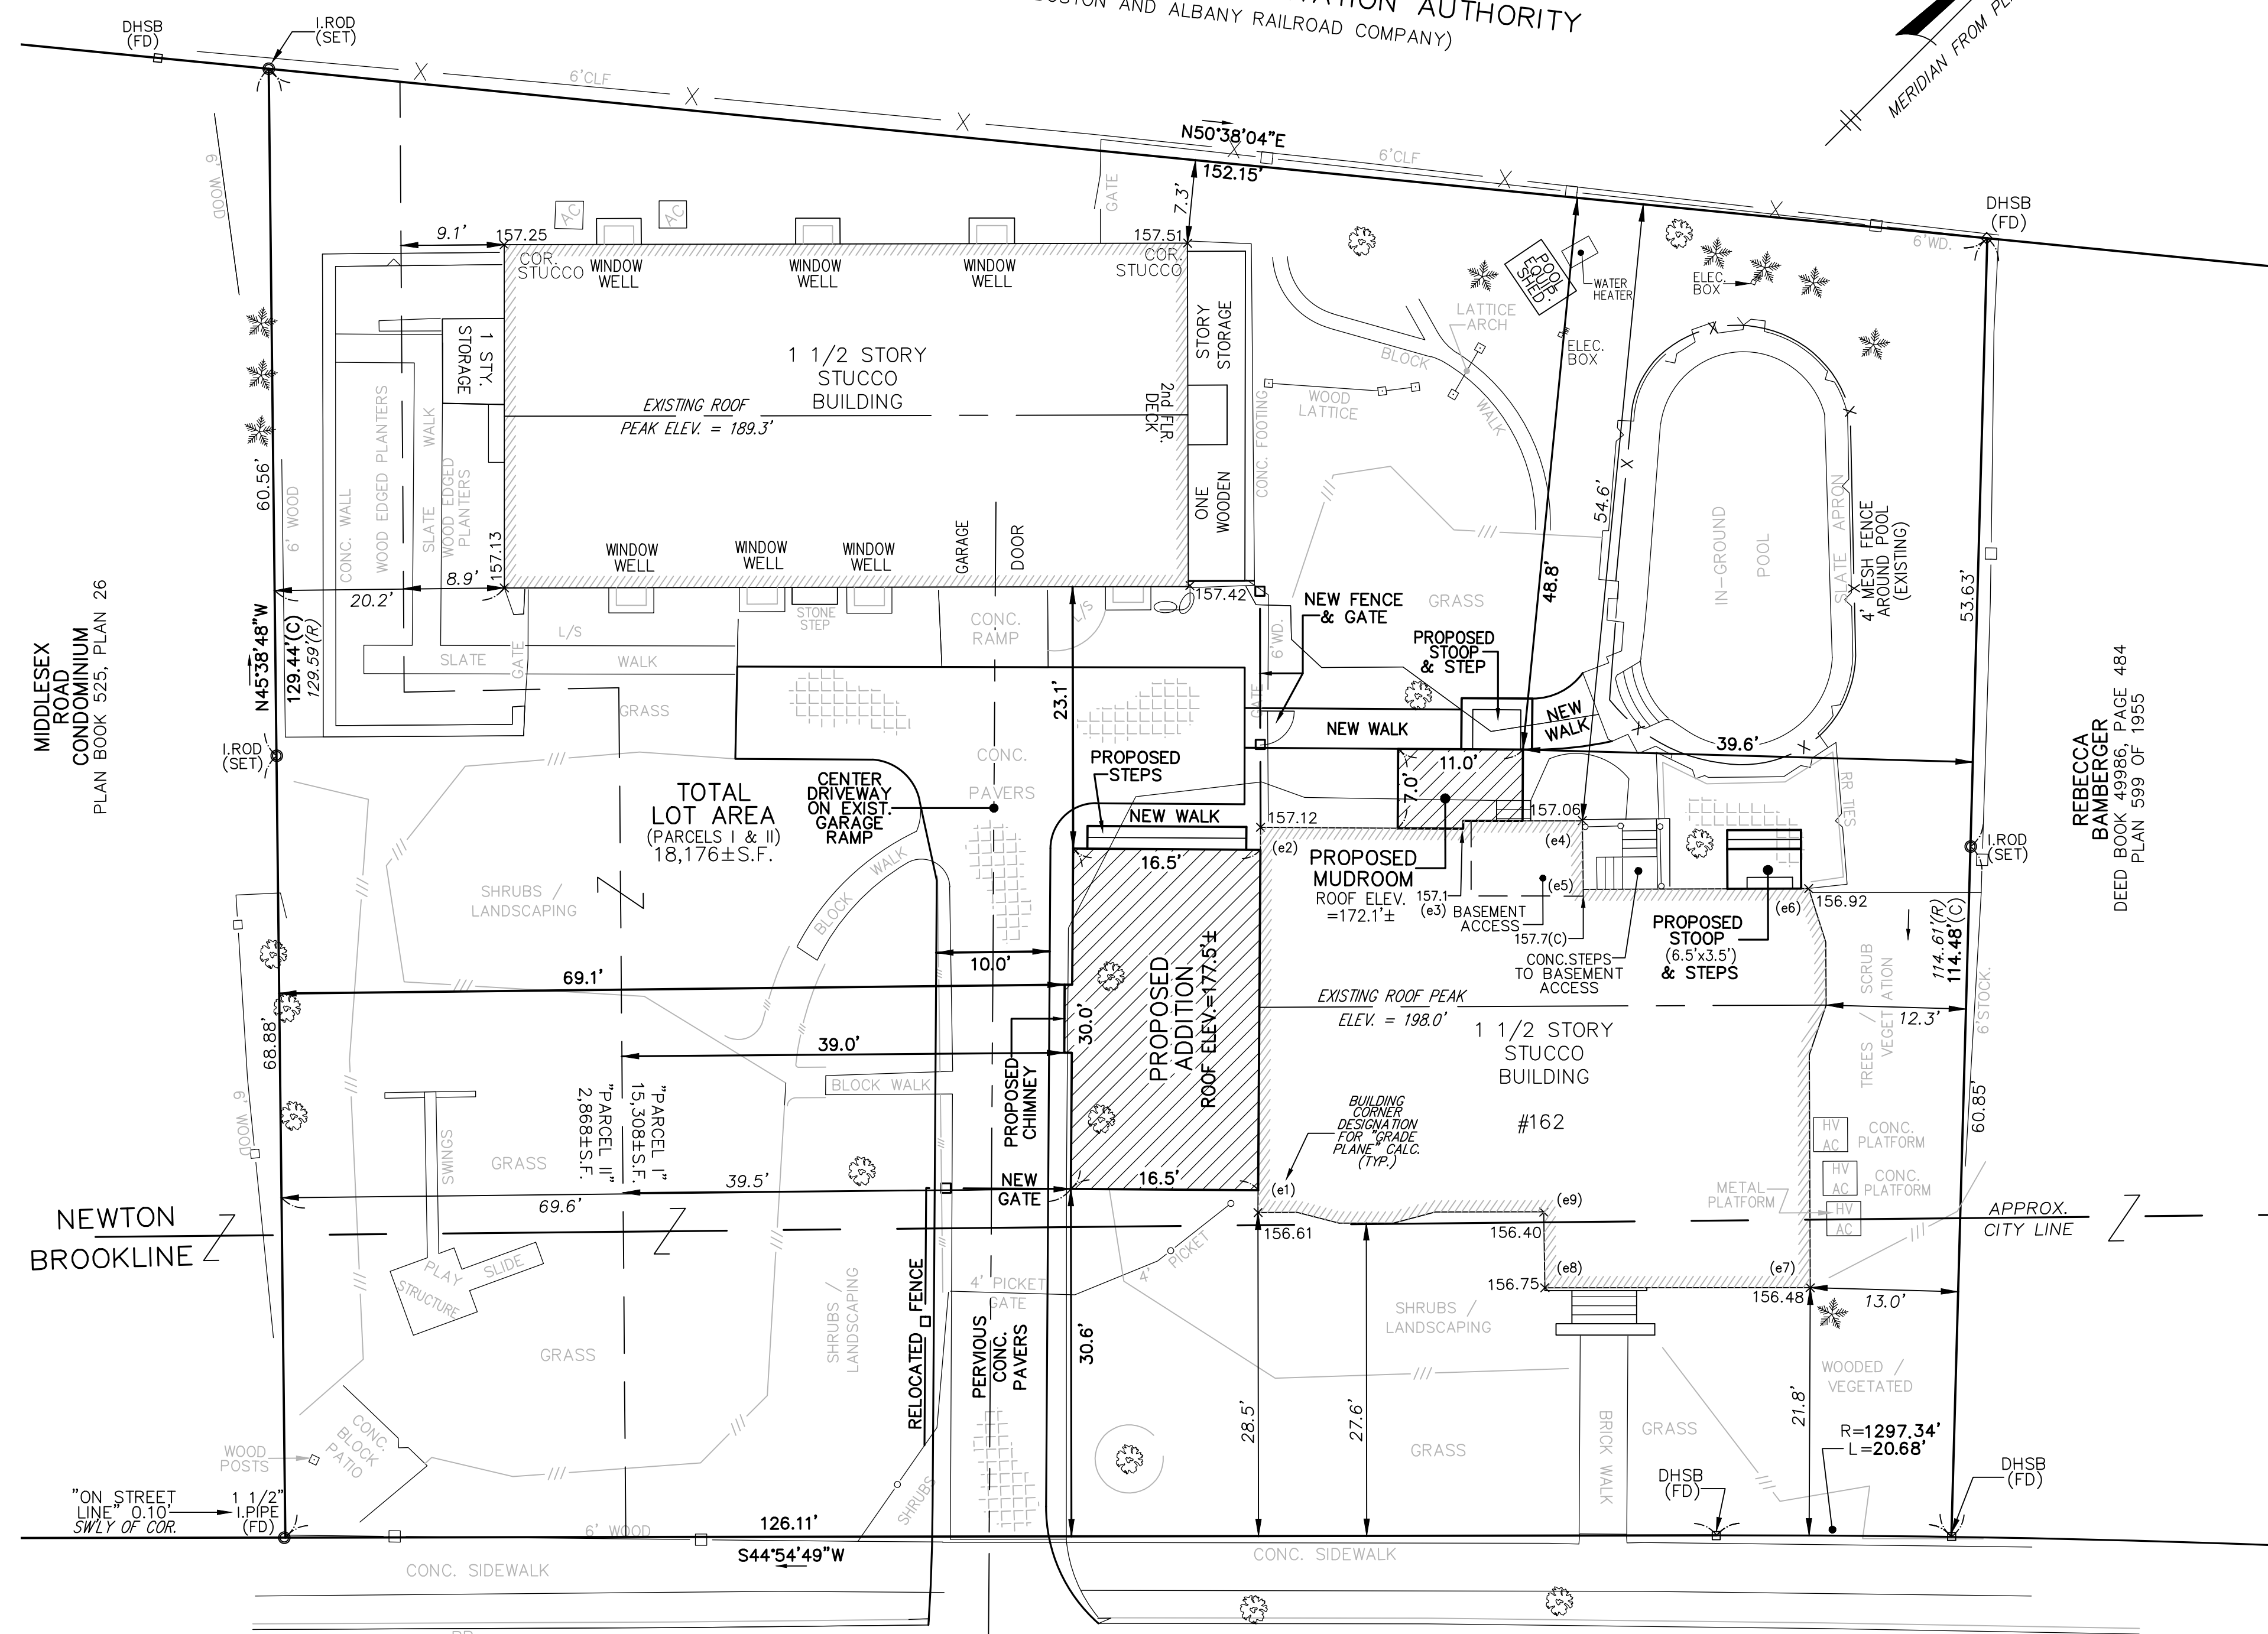 AUTHORITY
AND ALBANY RAILROAD COMPANY)
MERIDIAN FROM
DHSB
(FD)
I.ROD
(SET)
6'CLF
N50°38'04"E
152.15'
6'CLF
DHSB
(FD)
6'WD.
6' WOOD
9.1'
157.25
COR.
STUCCO
AC
AC
WINDOW
WELL
WINDOW
WELL
WINDOW
WELL
GATE
7.3'
157.51
COR.
STUCCO
POOL
EQUIP.
SHED
WATER
HEATER
ELEC.
BOX
LATTICE
ARCH
ELEC.
BOX
BLOCK
WALK
WOOD
LATTICE
1 STY.
STORAGE
1 1/2 STORY
STUCCO
BUILDING
EXISTING ROOF
PEAK ELEV. = 189.3'
2nd FLR.
DECK
STORY
STORAGE
ONE
WOODEN
CONC. FOOTING
60.56'
6' WOOD
CONC. WALL
WOOD EDGED PLANTERS
SLATE WALK
WOOD EDGED
PLANTERS
157.13
8.9'
20.2'
WINDOW
WELL
WINDOW
WELL
WINDOW
WELL
GARAGE
DOOR
157.42
STONE
STEP
CONC.
RAMP
L/S
L/S
SLATE
GATE
WALK
GRASS
54.6'
48.8'
IN-GROUND
POOL
SLATE APRON
4' MESH FENCE
AROUND POOL
(EXISTING)
53.63'
GRASS
NEW FENCE
& GATE
6'WD.
GATE
PROPOSED
STOOP
& STEP
NEW WALK
NEW
WALK
39.6'
MIDDLESEX
ROAD
CONDOMINIUM
PLAN BOOK 525, PLAN 26
N45°38'48"W
129.44'(C)
129.59'(R)
I.ROD
(SET)
TOTAL
LOT AREA
(PARCELS I & II)
18,176±S.F.
CENTER
DRIVEWAY
ON EXIST.
GARAGE
RAMP
CONC.
PAVERS
23.1'
PROPOSED
STEPS
NEW WALK
16.5'
11.0'
7.0'
157.12
(e2)
157.06
(e4)
(e5)
PROPOSED
MUDROOM
ROOF ELEV.
=172.1'±
157.1
(e3)
BASEMENT
ACCESS
157.7(C)
CONC.STEPS
TO BASEMENT
ACCESS
PROPOSED
STOOP
(6.5'x3.5')
& STEPS
(e6)
156.92
RR TIES
REBECCA
BAMBERGER
DEED BOOK 49986, PAGE 484
PLAN 599 OF 1955
I.ROD
(SET)
114.61'(R)
114.48'(C)
TREES / SCRUB
VEGETATION
6'STOCK.
SHRUBS /
LANDSCAPING
BLOCK WALK
10.0'
69.1'
39.0'
68.88'
PROPOSED
ADDITION
ROOF ELEV.=177.5'±
30.0'
PROPOSED
CHIMNEY
EXISTING ROOF PEAK
ELEV. = 198.0'
1 1/2 STORY
STUCCO
BUILDING
#162
12.3'
60.85'
BUILDING
CORNER
DESIGNATION
FOR "GRADE
PLANE" CALC.
(TYP.)
HV
AC
CONC.
PLATFORM
HV
AC
CONC.
PLATFORM
METAL
PLATFORM
HV
AC
BLOCK WALK
"PARCEL I"
15,308±S.F.
"PARCEL II"
2,868±S.F.
6' WOOD
SWINGS
GRASS
39.5'
69.6'
NEW
GATE
16.5'
(e1)
(e9)
156.61
156.40
156.75
(e8)
(e7)
156.48
NEWTON
BROOKLINE
APPROX.
CITY LINE
PLAY
STRUCTURE
SLIDE
GRASS
SHRUBS /
LANDSCAPING
RELOCATED FENCE
4' PICKET
GATE
4' PICKET
PERVIOUS
CONC.
PAVERS
30.6'
28.5'
27.6'
SHRUBS /
LANDSCAPING
GRASS
BRICK WALK
GRASS
WOODED /
VEGETATED
13.0'
21.8'
R=1297.34'
L=20.68'
DHSB
(FD)
DHSB
(FD)
WOOD
POSTS
CONC.
BLOCK
PATIO
"ON STREET
LINE" 0.10'
SW'LY OF COR.
1 1/2"
I.PIPE
(FD)
6' WOOD
126.11'
S44°54'49"W
SHRUBS
CONC. SIDEWALK
CONC. SIDEWALK